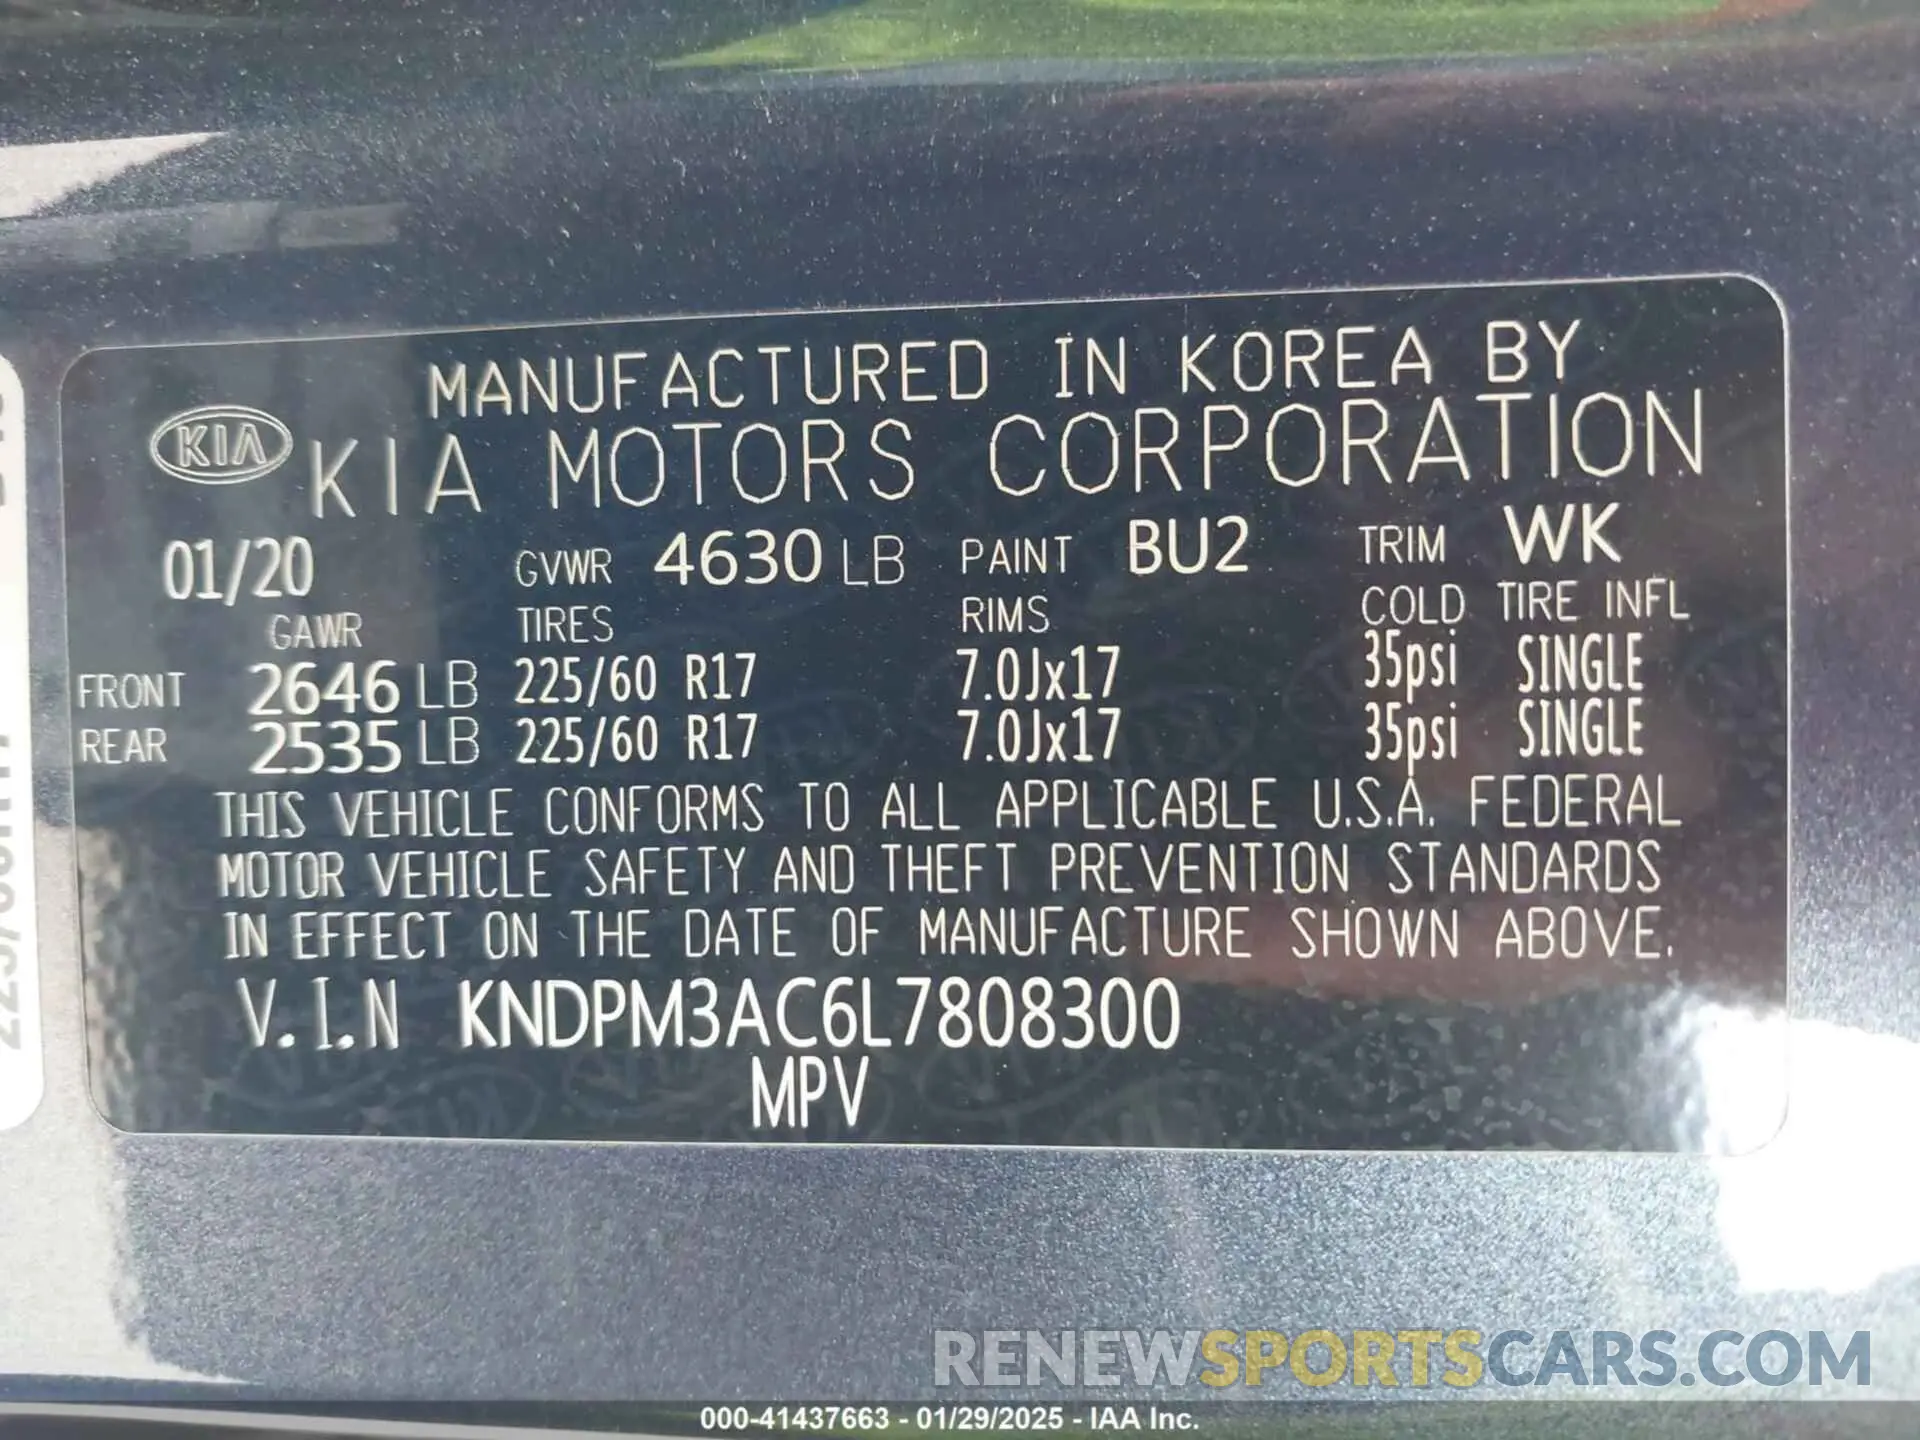 MANUFACTURED IN KOREA BY
KIA KIA MOTORS CORPORATION
01/20 GVWR 4630 LB PAINT BU2 TRIM WK
GAWR TIRES RIMS COLD TIRE INFL
FRONT 2646 LB 225/60 R17 7.0Jx17 35psi SINGLE
REAR 2535 LB 225/60 R17 7.0Jx17 35psi SINGLE
THIS VEHICLE CONFORMS TO ALL APPLICABLE U.S.A. FEDERAL
MOTOR VEHICLE SAFETY AND THEFT PREVENTION STANDARDS
IN EFFECT ON THE DATE OF MANUFACTURE SHOWN ABOVE.
V.I.N KNDPM3AC6L7808300
MPV
RENEWSPORTSCARS.COM
000-41437663 - 01/29/2025 - IAA Inc.